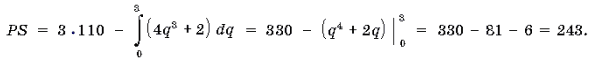 PS = 3 . 110 - ∫₀³ (4q³ + 2) dq = 330 - (q⁴ + 2q) |₀³ = 330 - 81 - 6 = 243.